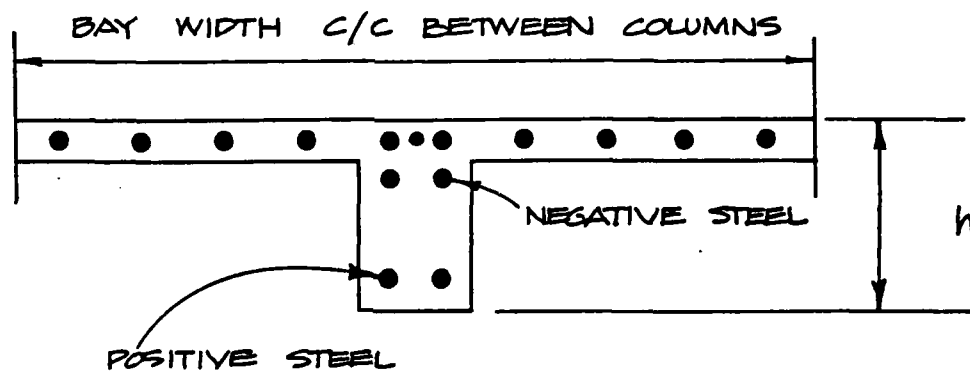 BAY WIDTH C/C BETWEEN COLUMNS
NEGATIVE STEEL
h
POSITIVE STEEL